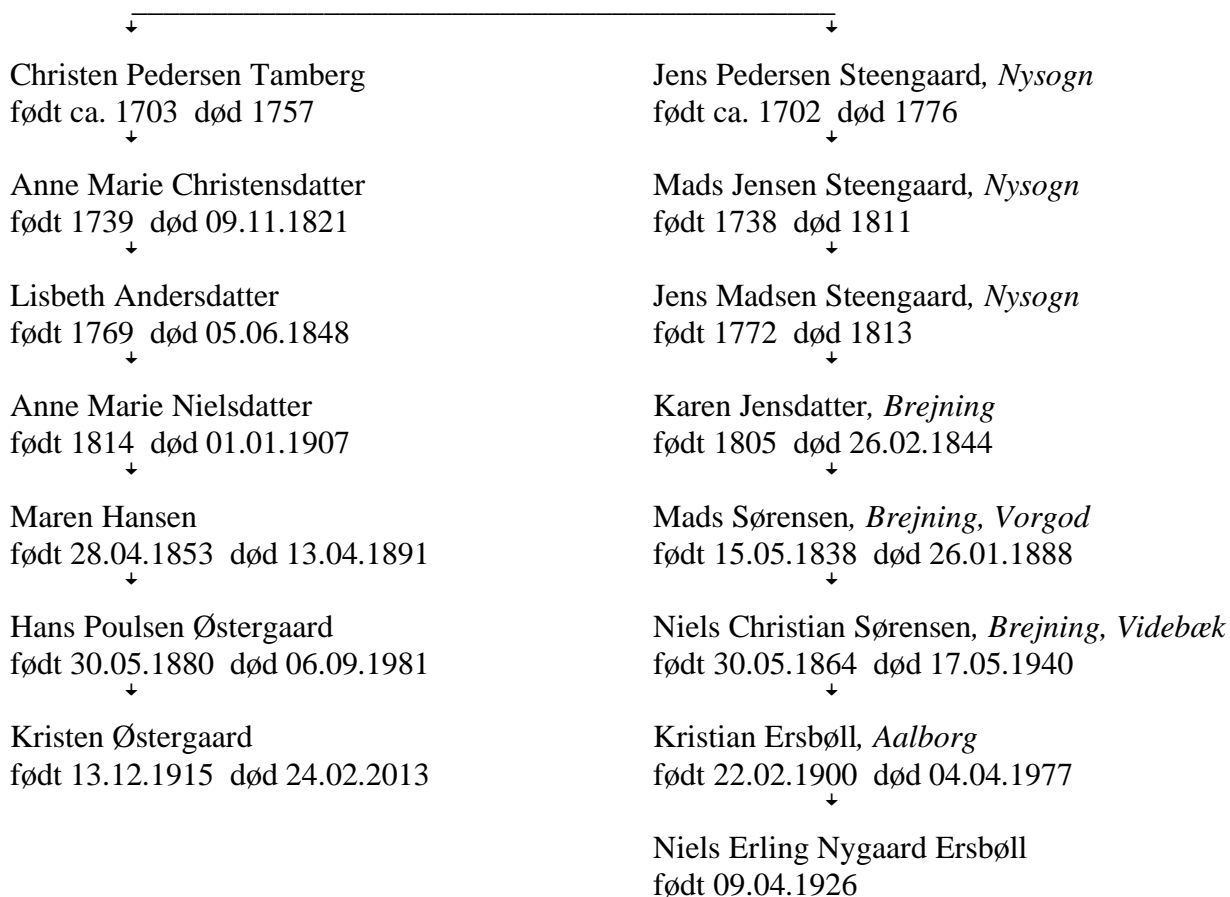 Christen Pedersen Tamberg
født ca. 1703 død 1757
Anne Marie Christensdatter
født 1739 død 09.11.1821
Lisbeth Andersdatter
født 1769 død 05.06.1848
Anne Marie Nielsdatter
født 1814 død 01.01.1907
Maren Hansen
født 28.04.1853 død 13.04.1891
Hans Poulsen Østergaard
født 30.05.1880 død 06.09.1981
Kristen Østergaard
født 13.12.1915 død 24.02.2013
Jens Pedersen Steengaard, Nysogn
født ca. 1702 død 1776
Mads Jensen Steengaard, Nysogn
født 1738 død 1811
Jens Madsen Steengaard, Nysogn
født 1772 død 1813
Karen Jensdatter, Brejning
født 1805 død 26.02.1844
Mads Sørensen, Brejning, Vorgod
født 15.05.1838 død 26.01.1888
Niels Christian Sørensen, Brejning, Videbæk
født 30.05.1864 død 17.05.1940
Kristian Ersbøll, Aalborg
født 22.02.1900 død 04.04.1977
Niels Erling Nygaard Ersbøll
født 09.04.1926